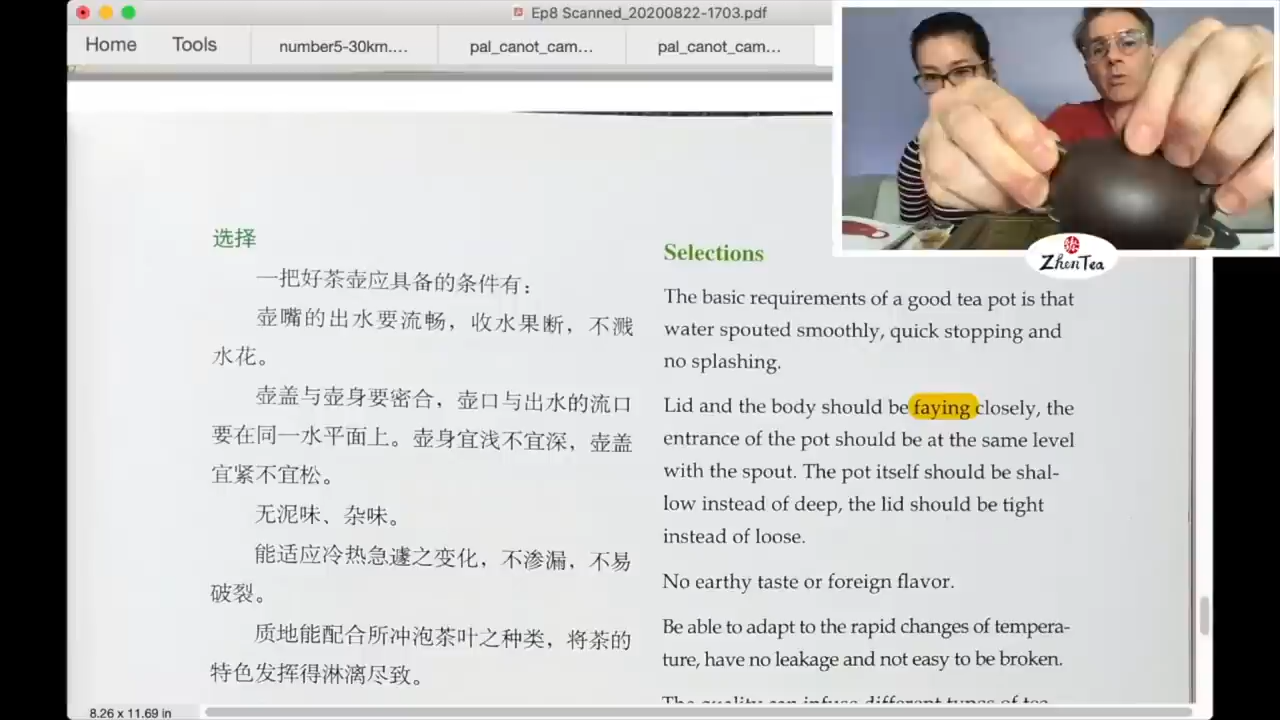 Ep8 Scanned_20200822-1703.pdf
Home
Tools
number5-30km....
pal_canot_cam...
pal_canot_cam...
ZhenTea
选择
一把好茶壶应具备的条件有：
壶嘴的出水要流畅，收水果断，不溅
水花。
壶盖与壶身要密合，壶口与出水的流口
要在同一水平面上。壶身宜浅不宜深，壶盖
宜紧不宜松。
无泥味、杂味。
能适应冷热急遽之变化，不渗漏，不易
破裂。
质地能配合所冲泡茶叶之种类，将茶的
特色发挥得淋漓尽致。
Selections
The basic requirements of a good tea pot is that
water spouted smoothly, quick stopping and
no splashing.
Lid and the body should be faying closely, the
entrance of the pot should be at the same level
with the spout. The pot itself should be shal-
low instead of deep, the lid should be tight
instead of loose.
No earthy taste or foreign flavor.
Be able to adapt to the rapid changes of tempera-
ture, have no leakage and not easy to be broken.
The quality can infuse different types of tea
8.26 x 11.69 in